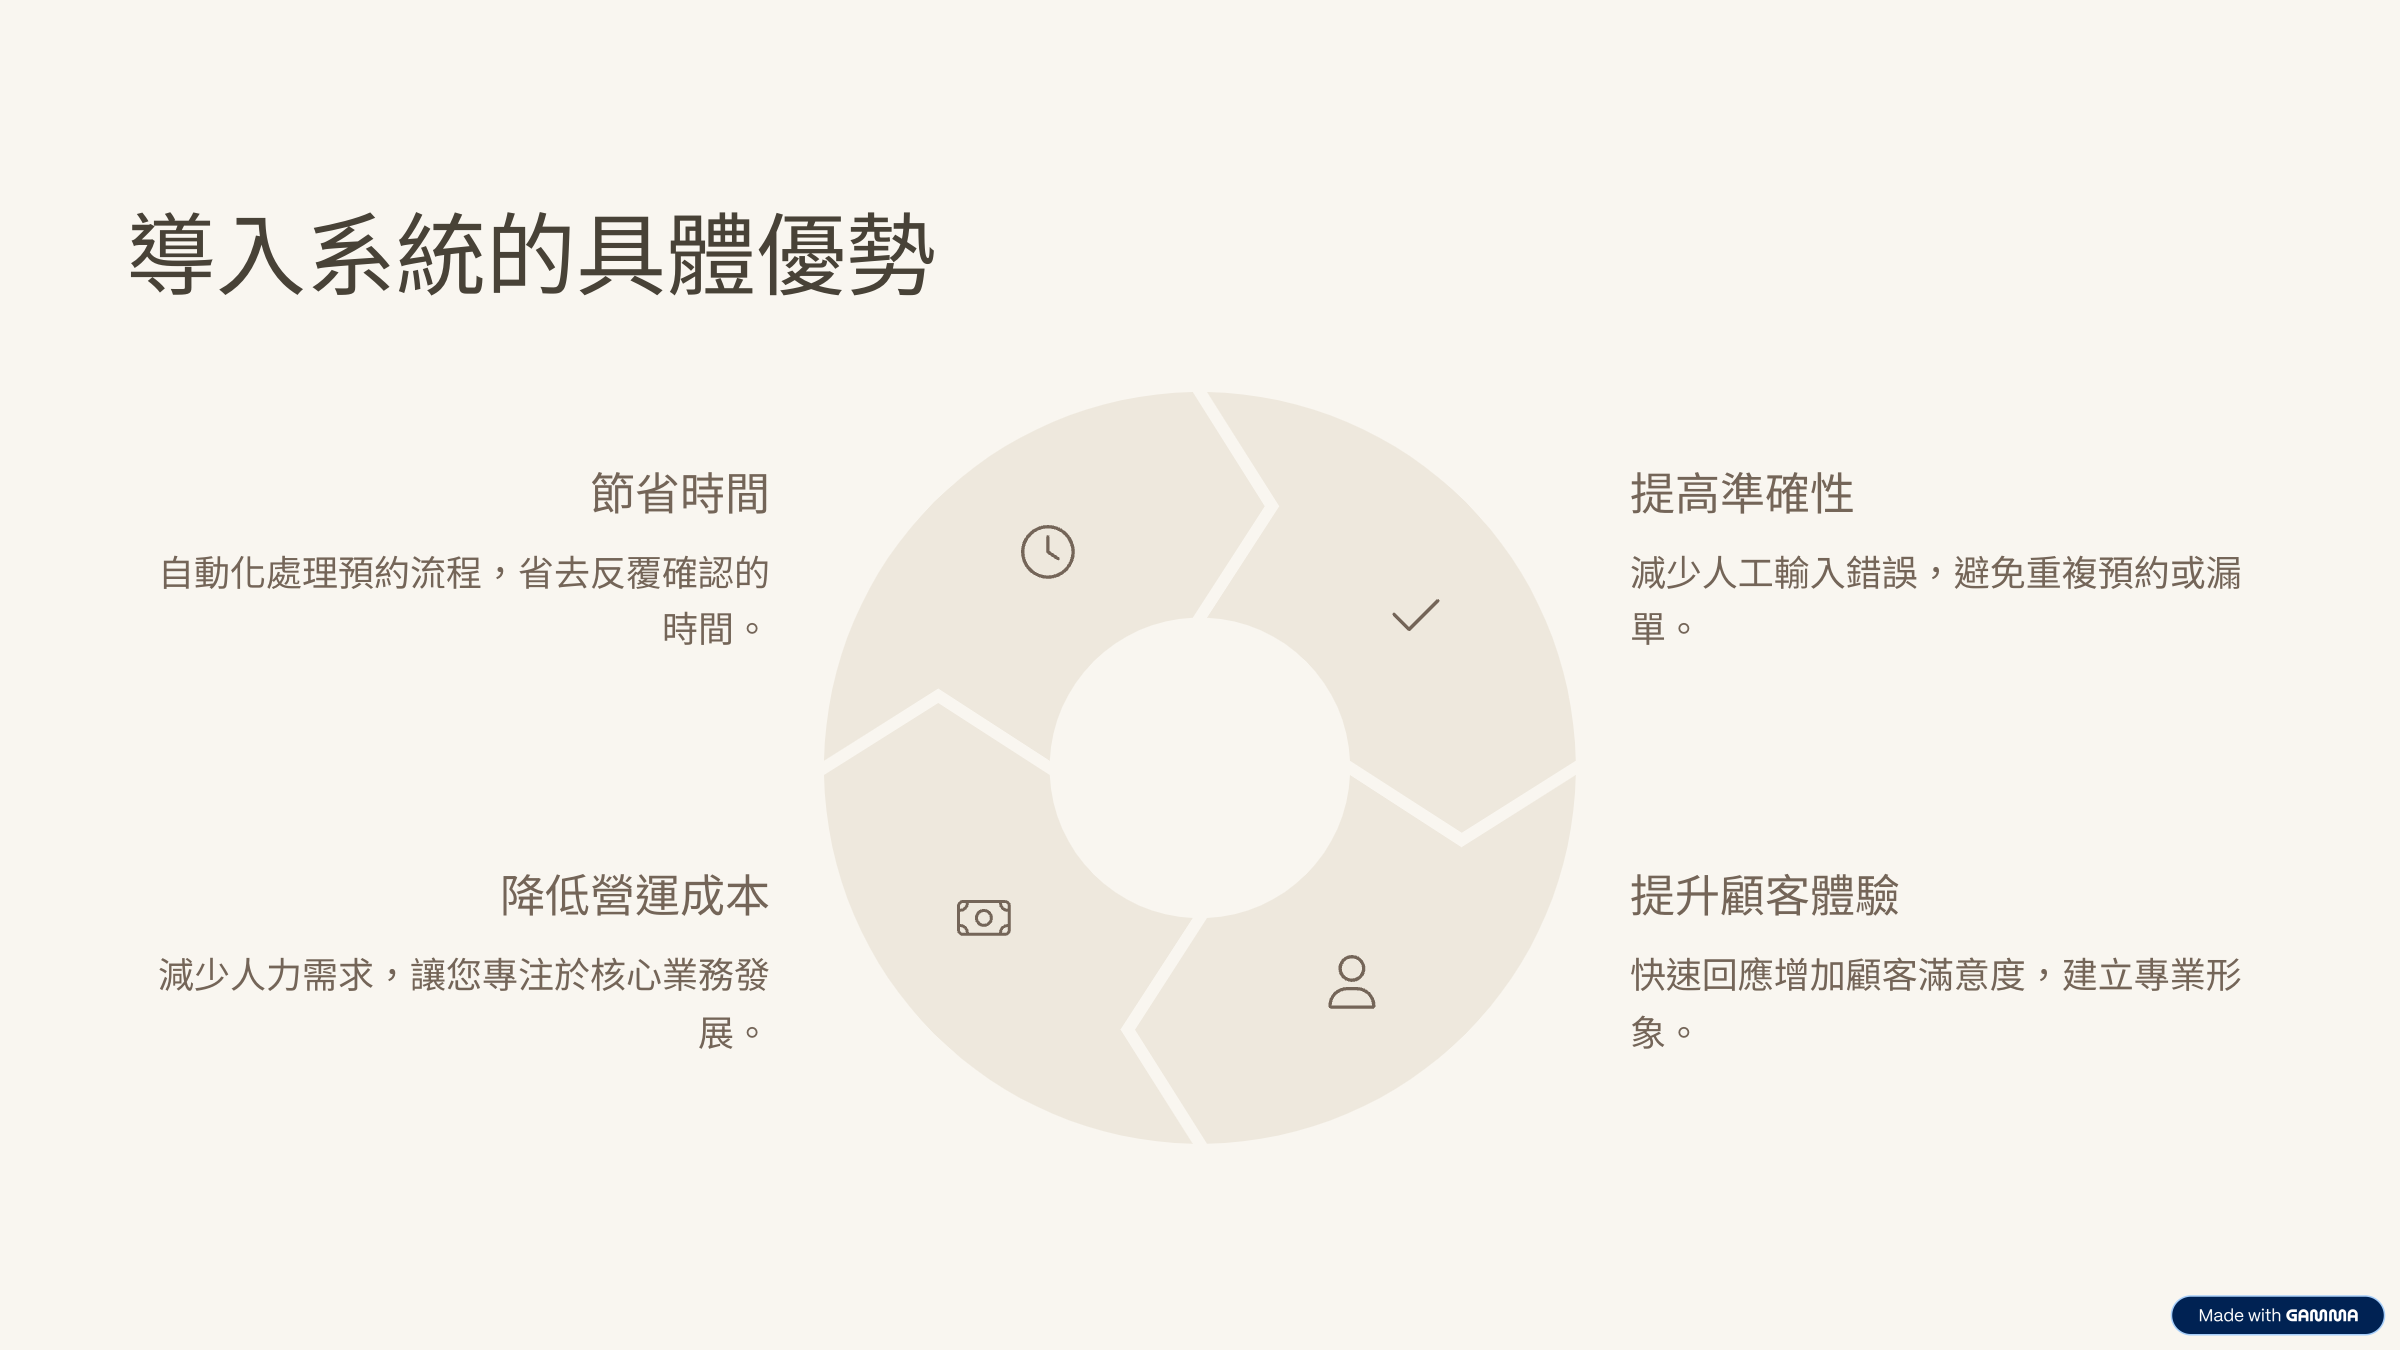 導入系統的具體優勢
節省時間
自動化處理預約流程，省去反覆確認的
時間。
提高準確性
減少人工輸入錯誤，避免重複預約或漏
單。
降低營運成本
減少人力需求，讓您專注於核心業務發
展。
提升顧客體驗
快速回應增加顧客滿意度，建立專業形
象。
Made with GAMMA